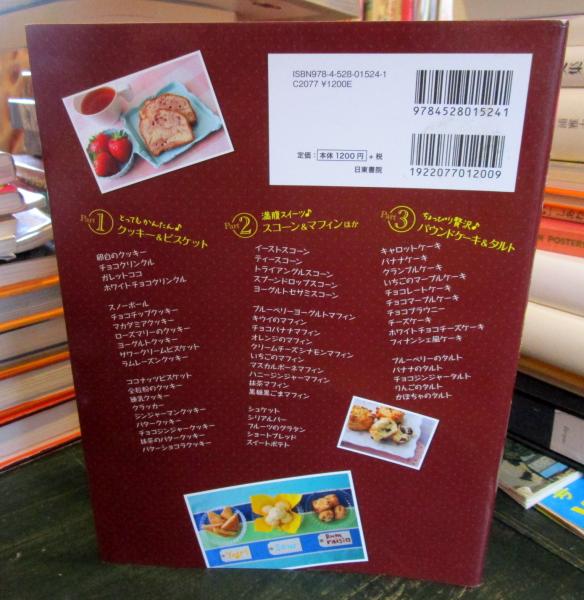 ISBN978-4-528-01524-1
C2077 ¥1200E
9784528015241
定価: 本体1200円 +税
日東書院
1922077012009
Part 1 とってもかんたん♪
クッキー&ビスケット
卵白のクッキー
チョコクリンクル
ガレットココ
ホワイトチョコクリンクル
スノーボール
チョコチップクッキー
マカダミアクッキー
ローズマリーのクッキー
ヨーグルトクッキー
サワークリームビスケット
ラムレーズンクッキー
ココナッツビスケット
全粒粉のクッキー
練乳クッキー
クラッカー
ジンジャーマンクッキー
バタークッキー
チョコジンジャークッキー
抹茶のバタークッキー
バターショコラクッキー
Part 2 満腹スイーツ♪
スコーン&マフィンほか
イーストスコーン
ティースコーン
トライアングルスコーン
スプーンドロップスコーン
ヨーグルトセサミスコーン
ブルーベリーヨーグルトマフィン
キウイのマフィン
チョコバナナマフィン
オレンジのマフィン
クリームチーズシナモンマフィン
いちごのマフィン
マスカルポーネマフィン
ハニージンジャーマフィン
抹茶マフィン
黒糖黒ごまマフィン
シュケット
シリアルバー
フルーツのグラタン
ショートブレッド
スイートポテト
Part 3 ちょっぴり贅沢♪
パウンドケーキ&タルト
キャロットケーキ
バナナケーキ
クランブルケーキ
いちごのマーブルケーキ
チョコレートケーキ
チョコマーブルケーキ
チョコブラウニー
チーズケーキ
ホワイトチョコチーズケーキ
フィナンシェ風ケーキ
ブルーベリーのタルト
バナナのタルト
チョコジンジャータルト
りんごのタルト
かぼちゃのタルト
Rum
raisin